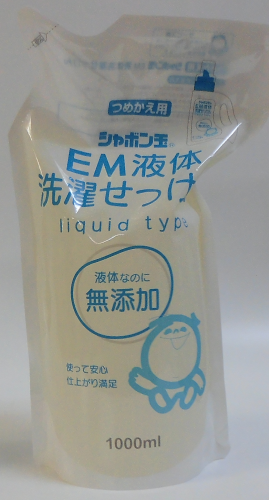 つめかえ用
シャボン玉
EM液体
洗濯せっけ
liquid type
液体なのに
無添加
使って安心
仕上がり満足
1000ml